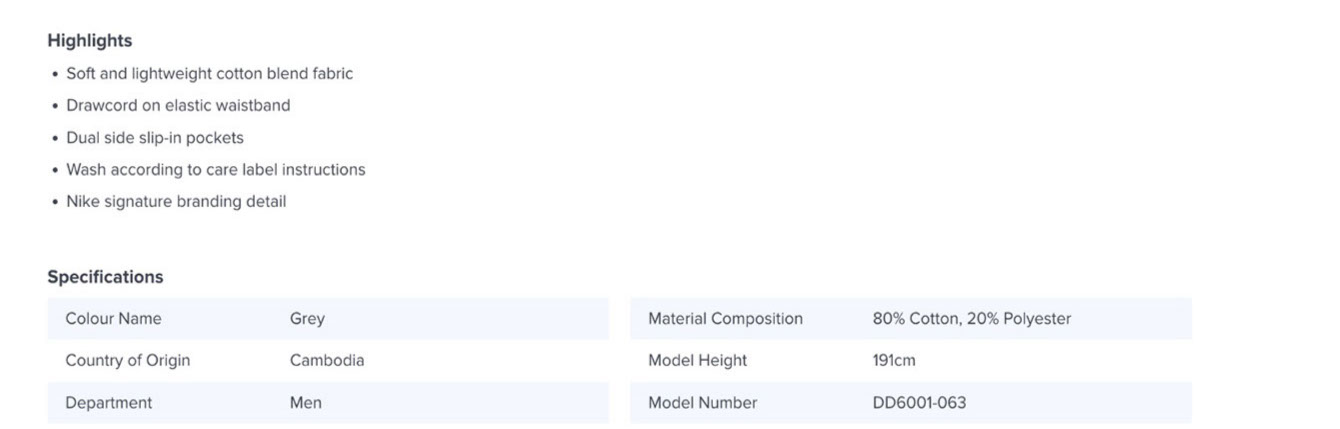 Highlights
• Soft and lightweight cotton blend fabric
• Drawcord on elastic waistband
• Dual side slip-in pockets
• Wash according to care label instructions
• Nike signature branding detail
Specifications
Colour Name Grey Material Composition 80% Cotton, 20% Polyester
Country of Origin Cambodia Model Height 191cm
Department Men Model Number DD6001-063